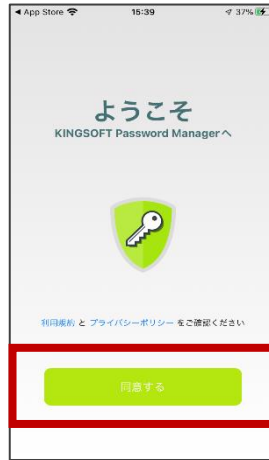 ◀ App Store
15:39
37%
ようこそ
KINGSOFT Password Managerへ
利用規約 と プライバシーポリシー をご確認ください
同意する